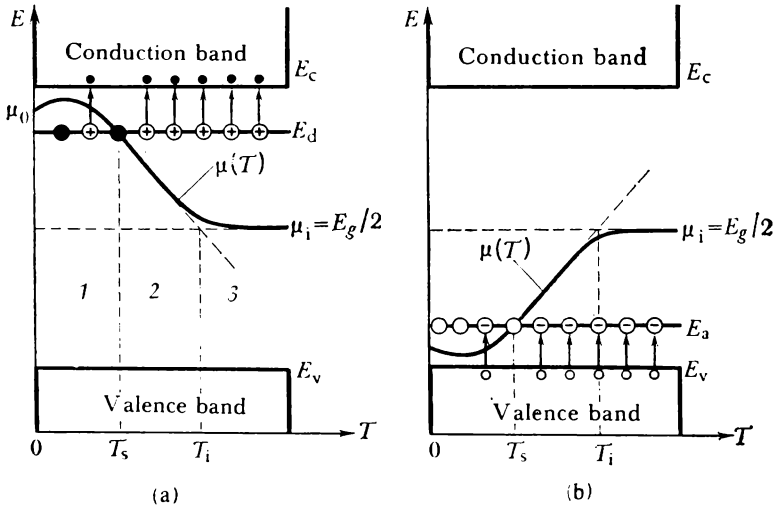 E
Conduction band
E_c
μ_0
E_d
μ(T)
μ_i = E_g/2
1 2 3
E_v
Valence band
0 T_s T_i T
(a)
E
Conduction band
E_c
μ_i = E_g/2
μ(T)
E_a
E_v
Valence band
0 T_s T_i T
(b)